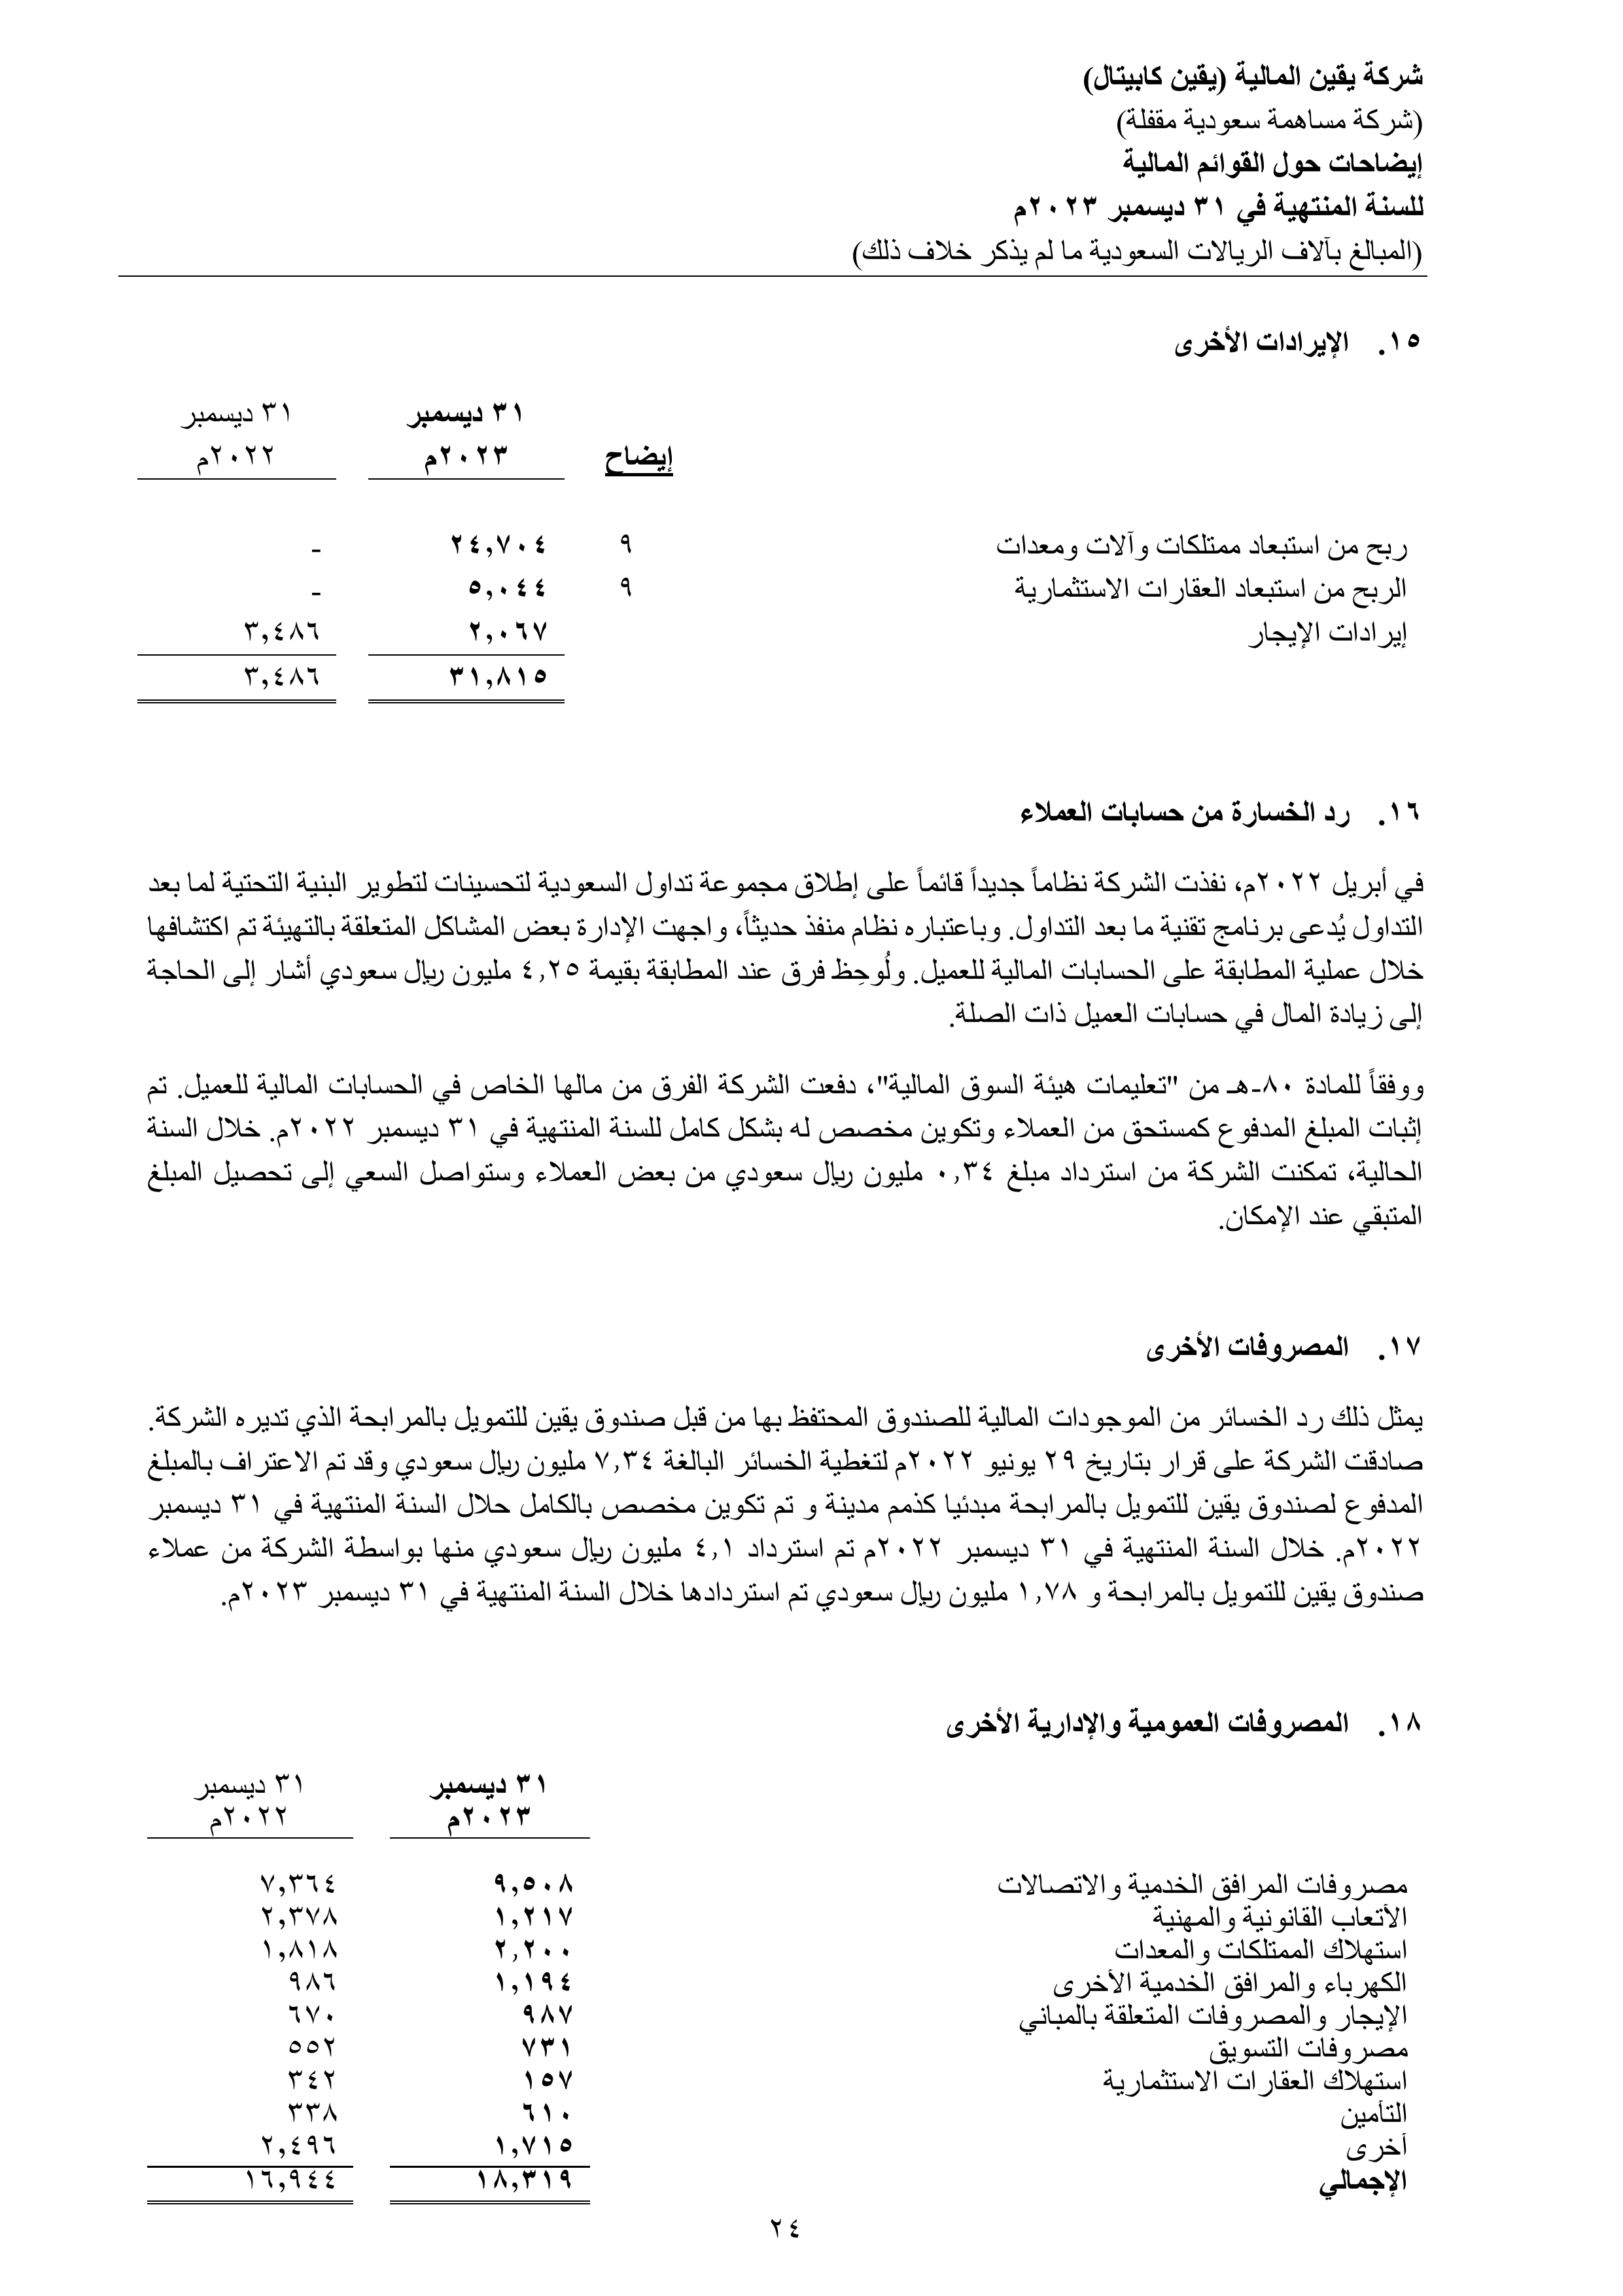 شركة يقين المالية (يقين كابيتال)
(شركة مساهمة سعودية مقفلة)
إيضاحات حول القوائم المالية
للسنة المنتهية في ٣١ ديسمبر ٢٠٢٣م
(المبالغ بآلاف الريالات السعودية ما لم يذكر خلاف ذلك)
١٥. الإيرادات الأخرى
٣١ ديسمبر ٣١ ديسمبر
إيضاح ٢٠٢٣م ٢٠٢٢م
ربح من استبعاد ممتلكات وآلات ومعدات ٩ ٢٤,٧٠٤ -
الربح من استبعاد العقارات الاستثمارية ٩ ٥,٠٤٤ -
إيرادات الإيجار ٢,٠٦٧ ٣,٤٨٦
٣١,٨١٥ ٣,٤٨٦
١٦. رد الخسارة من حسابات العملاء
في أبريل ٢٠٢٢م، نفذت الشركة نظاماً جديداً قائماً على إطلاق مجموعة تداول السعودية لتحسينات لتطوير البنية التحتية لما بعد
التداول يُدعى برنامج تقنية ما بعد التداول. وباعتباره نظام منفذ حديثاً، واجهت الإدارة بعض المشاكل المتعلقة بالتهيئة تم اكتشافها
خلال عملية المطابقة على الحسابات المالية للعميل. ولُوحِظ فرق عند المطابقة بقيمة ٤,٢٥ مليون ريال سعودي أشار إلى الحاجة
إلى زيادة المال في حسابات العميل ذات الصلة.
ووفقاً للمادة ٨٠-هـ من "تعليمات هيئة السوق المالية"، دفعت الشركة الفرق من مالها الخاص في الحسابات المالية للعميل. تم
إثبات المبلغ المدفوع كمستحق من العملاء وتكوين مخصص له بشكل كامل للسنة المنتهية في ٣١ ديسمبر ٢٠٢٢م. خلال السنة
الحالية، تمكنت الشركة من استرداد مبلغ ٠,٣٤ مليون ريال سعودي من بعض العملاء وستواصل السعي إلى تحصيل المبلغ
المتبقي عند الإمكان.
١٧. المصروفات الأخرى
يمثل ذلك رد الخسائر من الموجودات المالية للصندوق المحتفظ بها من قبل صندوق يقين للتمويل بالمرابحة الذي تديره الشركة.
صادقت الشركة على قرار بتاريخ ٢٩ يونيو ٢٠٢٢م لتغطية الخسائر البالغة ٧,٣٤ مليون ريال سعودي وقد تم الاعتراف بالمبلغ
المدفوع لصندوق يقين للتمويل بالمرابحة مبدئيا كذمم مدينة و تم تكوين مخصص بالكامل حلال السنة المنتهية في ٣١ ديسمبر
٢٠٢٢م. خلال السنة المنتهية في ٣١ ديسمبر ٢٠٢٢م تم استرداد ٤,١ مليون ريال سعودي منها بواسطة الشركة من عملاء
صندوق يقين للتمويل بالمرابحة و ١,٧٨ مليون ريال سعودي تم استردادها خلال السنة المنتهية في ٣١ ديسمبر ٢٠٢٣م.
١٨. المصروفات العمومية والإدارية الأخرى
٣١ ديسمبر ٣١ ديسمبر
٢٠٢٣م ٢٠٢٢م
مصروفات المرافق الخدمية والاتصالات ٩,٥٠٨ ٧,٣٦٤
الأتعاب القانونية والمهنية ١,٢١٧ ٢,٣٧٨
استهلاك الممتلكات والمعدات ٢,٢٠٠ ١,٨١٨
الكهرباء والمرافق الخدمية الأخرى ١,١٩٤ ٩٨٦
الإيجار والمصروفات المتعلقة بالمباني ٩٨٧ ٦٧٠
مصروفات التسويق ٧٣١ ٥٥٢
استهلاك العقارات الاستثمارية ١٥٧ ٣٤٢
التأمين ٦١٠ ٣٣٨
أخرى ١,٧١٥ ٢,٤٩٦
الإجمالي ١٨,٣١٩ ١٦,٩٤٤
٢٤